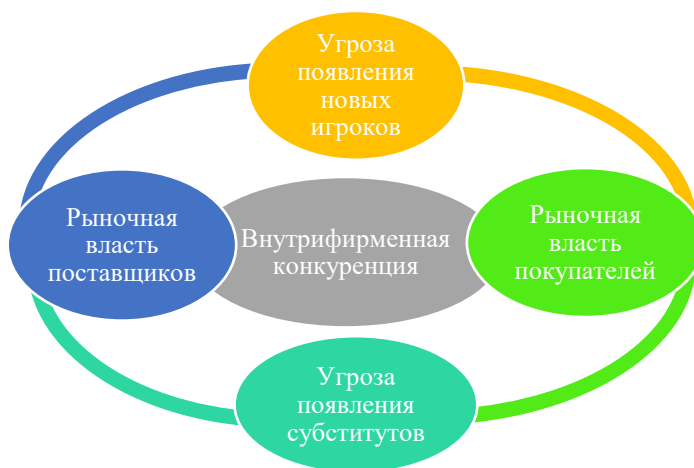 Угроза
появления
новых
игроков
Рыночная
власть
поставщиков
Внутрифирменная
конкуренция
Рыночная
власть
покупателей
Угроза
появления
субститутов